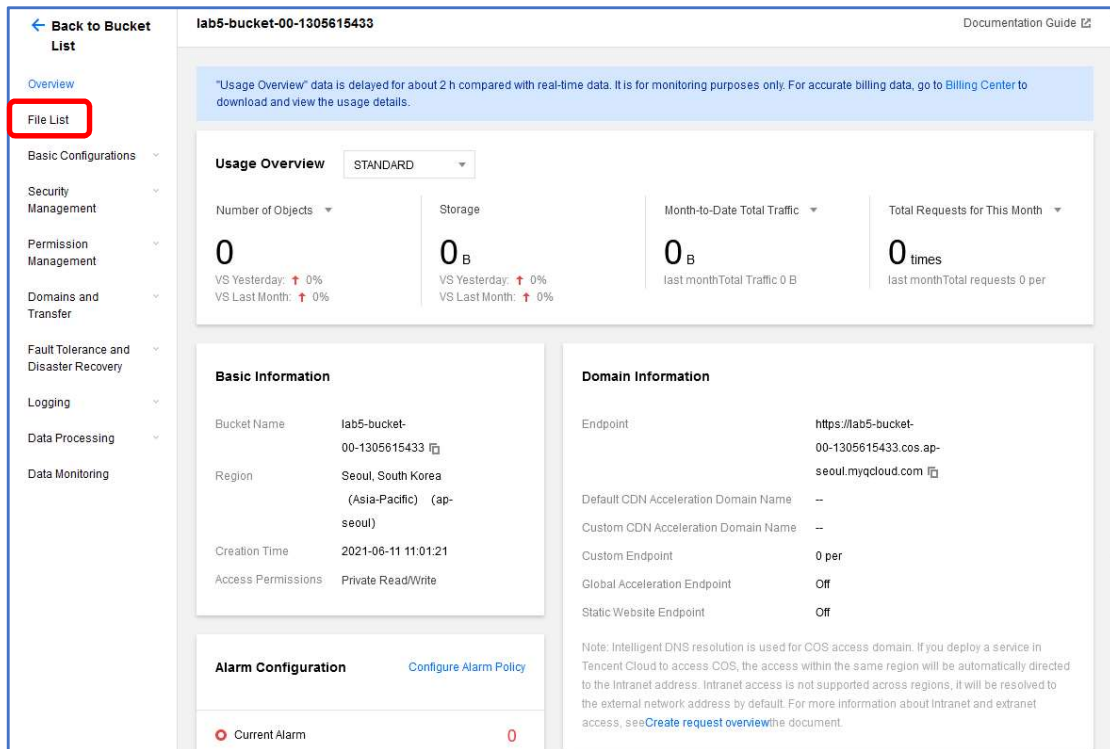 Back to Bucket
List
lab5-bucket-00-1305615433
Documentation Guide
Overview
File List
Basic Configurations
Security
Management
Permission
Management
Domains and
Transfer
Fault Tolerance and
Disaster Recovery
Logging
Data Processing
Data Monitoring
"Usage Overview" data is delayed for about 2 h compared with real-time data. It is for monitoring purposes only. For accurate billing data, go to Billing Center to
download and view the usage details.
Usage Overview STANDARD
Number of Objects
0
VS Yesterday: ↑ 0%
VS Last Month: ↑ 0%
Storage
0 B
VS Yesterday: ↑ 0%
VS Last Month: ↑ 0%
Month-to-Date Total Traffic
0 B
last monthTotal Traffic 0 B
Total Requests for This Month
0 times
last monthTotal requests 0 per
Basic Information
Bucket Name lab5-bucket-
00-1305615433
Region Seoul, South Korea
(Asia-Pacific) (ap-
seoul)
Creation Time 2021-06-11 11:01:21
Access Permissions Private Read/Write
Alarm Configuration Configure Alarm Policy
Current Alarm 0
Domain Information
Endpoint https://lab5-bucket-
00-1305615433.cos.ap-
seoul.myqcloud.com
Default CDN Acceleration Domain Name --
Custom CDN Acceleration Domain Name --
Custom Endpoint 0 per
Global Acceleration Endpoint Off
Static Website Endpoint Off
Note: Intelligent DNS resolution is used for COS access domain. If you deploy a service in
Tencent Cloud to access COS, the access within the same region will be automatically directed
to the Intranet address. Intranet access is not supported across regions, it will be resolved to
the external network address by default. For more information about Intranet and extranet
access, seeCreate request overviewthe document.